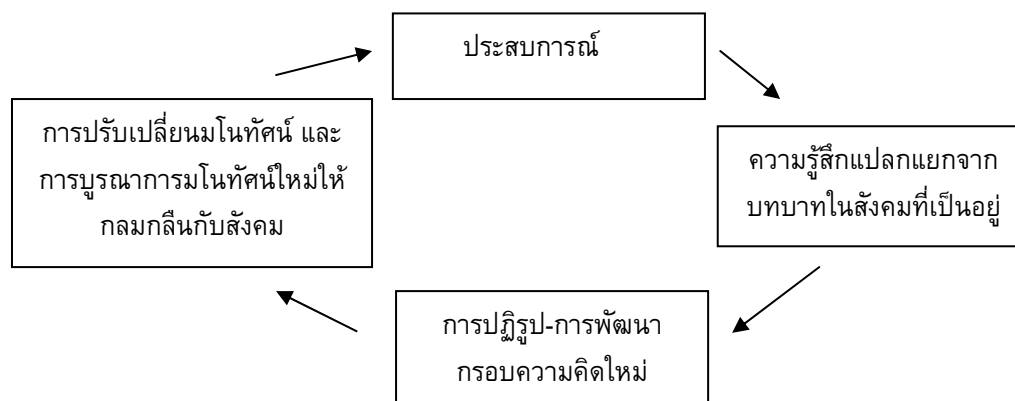 ประสบการณ์
ความรู้สึกแปลกแยกจาก
บทบาทในสังคมที่เป็นอยู่
การปฏิรูป-การพัฒนา
กรอบความคิดใหม่
การปรับเปลี่ยนมโนทัศน์ และ
การบูรณาการมโนทัศน์ใหม่ให้
กลมกลืนกับสังคม